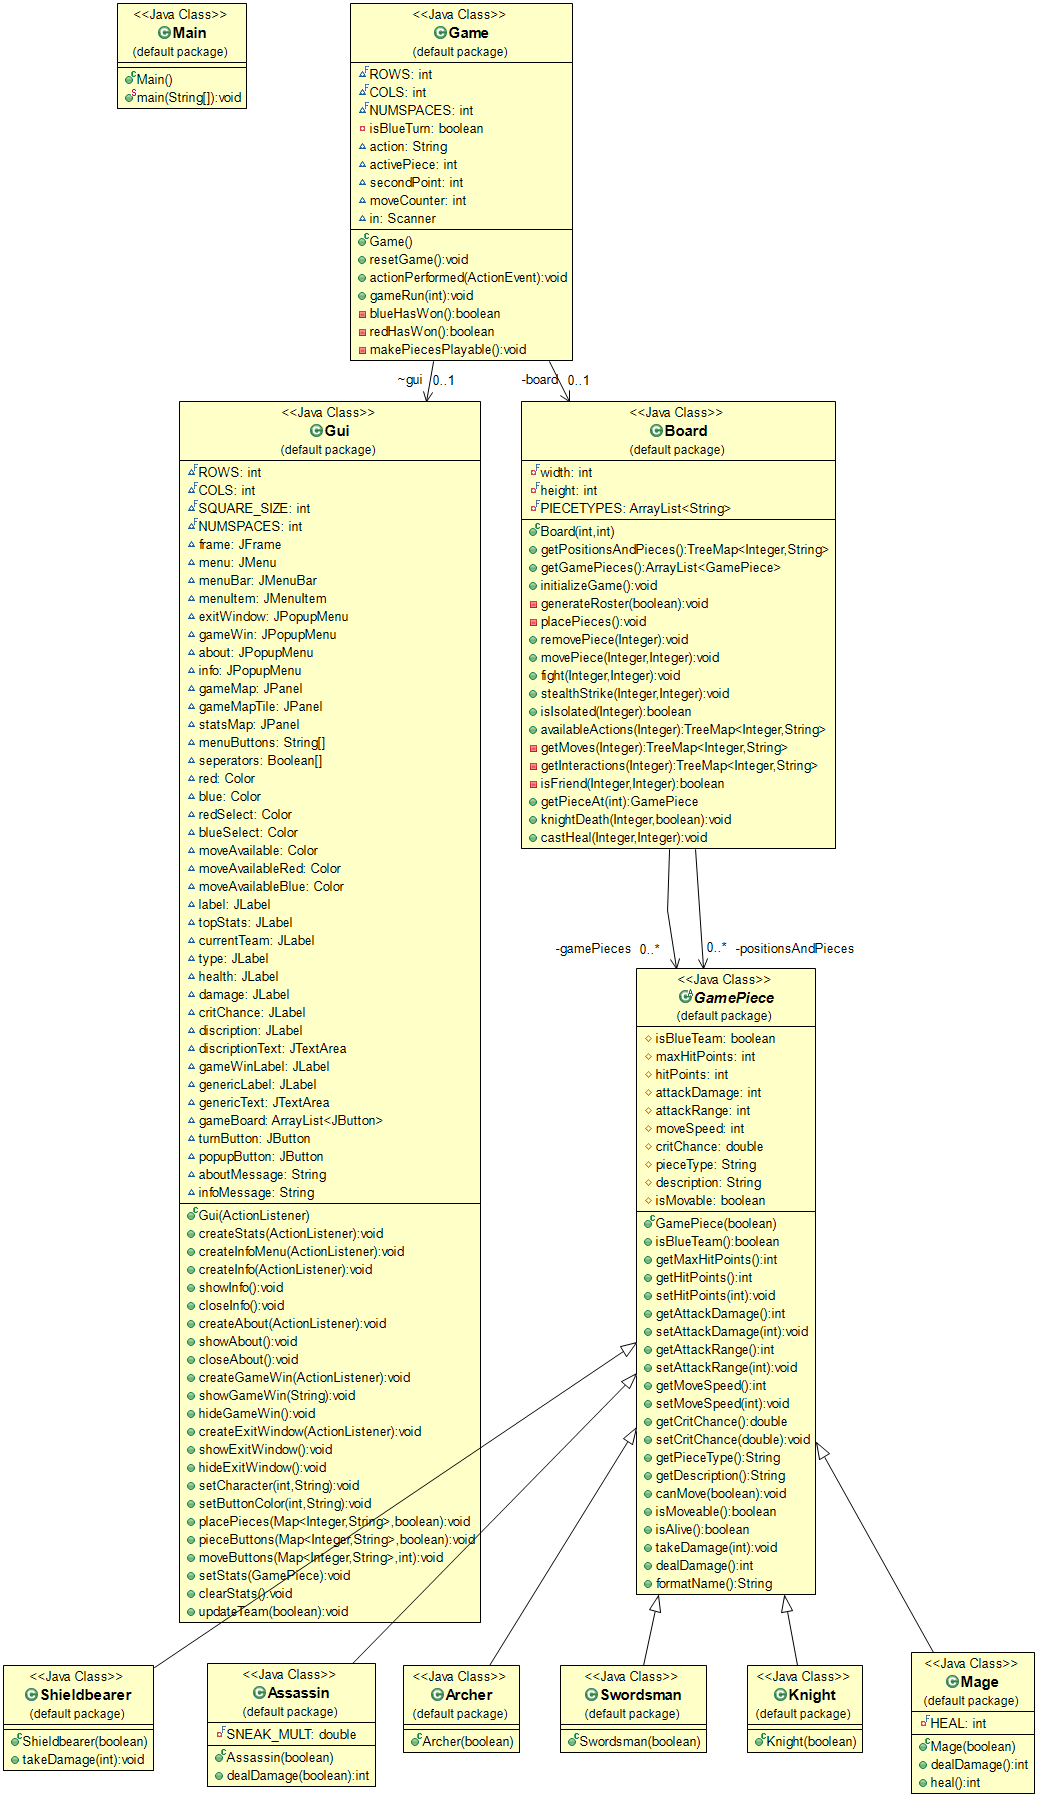 <<Java Class>>
Main
(default package)
Main()
main(String[]):void
<<Java Class>>
Game
(default package)
ROWS: int
COLS: int
NUMSPACES: int
isBlueTurn: boolean
action: String
activePiece: int
secondPoint: int
moveCounter: int
in: Scanner
Game()
resetGame():void
actionPerformed(ActionEvent):void
gameRun(int):void
blueHasWon():boolean
redHasWon():boolean
makePiecesPlayable():void
~gui 0..1
-board 0..1
<<Java Class>>
Gui
(default package)
ROWS: int
COLS: int
SQUARE_SIZE: int
NUMSPACES: int
frame: JFrame
menu: JMenu
menuBar: JMenuBar
menuItem: JMenuItem
exitWindow: JPopupMenu
gameWin: JPopupMenu
about: JPopupMenu
info: JPopupMenu
gameMap: JPanel
gameMapTile: JPanel
statsMap: JPanel
menuButtons: String[]
seperators: Boolean[]
red: Color
blue: Color
redSelect: Color
blueSelect: Color
moveAvailable: Color
moveAvailableRed: Color
moveAvailableBlue: Color
label: JLabel
topStats: JLabel
currentTeam: JLabel
type: JLabel
health: JLabel
damage: JLabel
critChance: JLabel
discription: JLabel
discriptionText: JTextArea
gameWinLabel: JLabel
genericLabel: JLabel
genericText: JTextArea
gameBoard: ArrayList<JButton>
turnButton: JButton
popupButton: JButton
aboutMessage: String
infoMessage: String
Gui(ActionListener)
createStats(ActionListener):void
createInfoMenu(ActionListener):void
createInfo(ActionListener):void
showInfo():void
closeInfo():void
createAbout(ActionListener):void
showAbout():void
closeAbout():void
createGameWin(ActionListener):void
showGameWin(String):void
hideGameWin():void
createExitWindow(ActionListener):void
showExitWindow():void
hideExitWindow():void
setCharacter(int,String):void
setButtonColor(int,String):void
placePieces(Map<Integer,String>,boolean):void
pieceButtons(Map<Integer,String>,boolean):void
moveButtons(Map<Integer,String>,int):void
setStats(GamePiece):void
clearStats():void
updateTeam(boolean):void
<<Java Class>>
Board
(default package)
width: int
height: int
PIECETYPES: ArrayList<String>
Board(int,int)
getPositionsAndPieces():TreeMap<Integer,String>
getGamePieces():ArrayList<GamePiece>
initializeGame():void
generateRoster(boolean):void
placePieces():void
removePiece(Integer):void
movePiece(Integer,Integer):void
fight(Integer,Integer):void
stealthStrike(Integer,Integer):void
isIsolated(Integer):boolean
availableActions(Integer):TreeMap<Integer,String>
getMoves(Integer):TreeMap<Integer,String>
getInteractions(Integer):TreeMap<Integer,String>
isFriend(Integer,Integer):boolean
getPieceAt(int):GamePiece
knightDeath(Integer,boolean):void
castHeal(Integer,Integer):void
-gamePieces 0..*
0..* -positionsAndPieces
<<Java Class>>
GamePiece
(default package)
isBlueTeam: boolean
maxHitPoints: int
hitPoints: int
attackDamage: int
attackRange: int
moveSpeed: int
critChance: double
pieceType: String
description: String
isMovable: boolean
GamePiece(boolean)
isBlueTeam():boolean
getMaxHitPoints():int
getHitPoints():int
setHitPoints(int):void
getAttackDamage():int
setAttackDamage(int):void
getAttackRange():int
setAttackRange(int):void
getMoveSpeed():int
setMoveSpeed(int):void
getCritChance():double
setCritChance(double):void
getPieceType():String
getDescription():String
canMove(boolean):void
isMoveable():boolean
isAlive():boolean
takeDamage(int):void
dealDamage():int
formatName():String
<<Java Class>>
Shieldbearer
(default package)
Shieldbearer(boolean)
takeDamage(int):void
<<Java Class>>
Assassin
(default package)
SNEAK_MULT: double
Assassin(boolean)
dealDamage(boolean):int
<<Java Class>>
Archer
(default package)
Archer(boolean)
<<Java Class>>
Swordsman
(default package)
Swordsman(boolean)
<<Java Class>>
Knight
(default package)
Knight(boolean)
<<Java Class>>
Mage
(default package)
HEAL: int
Mage(boolean)
dealDamage():int
heal():int